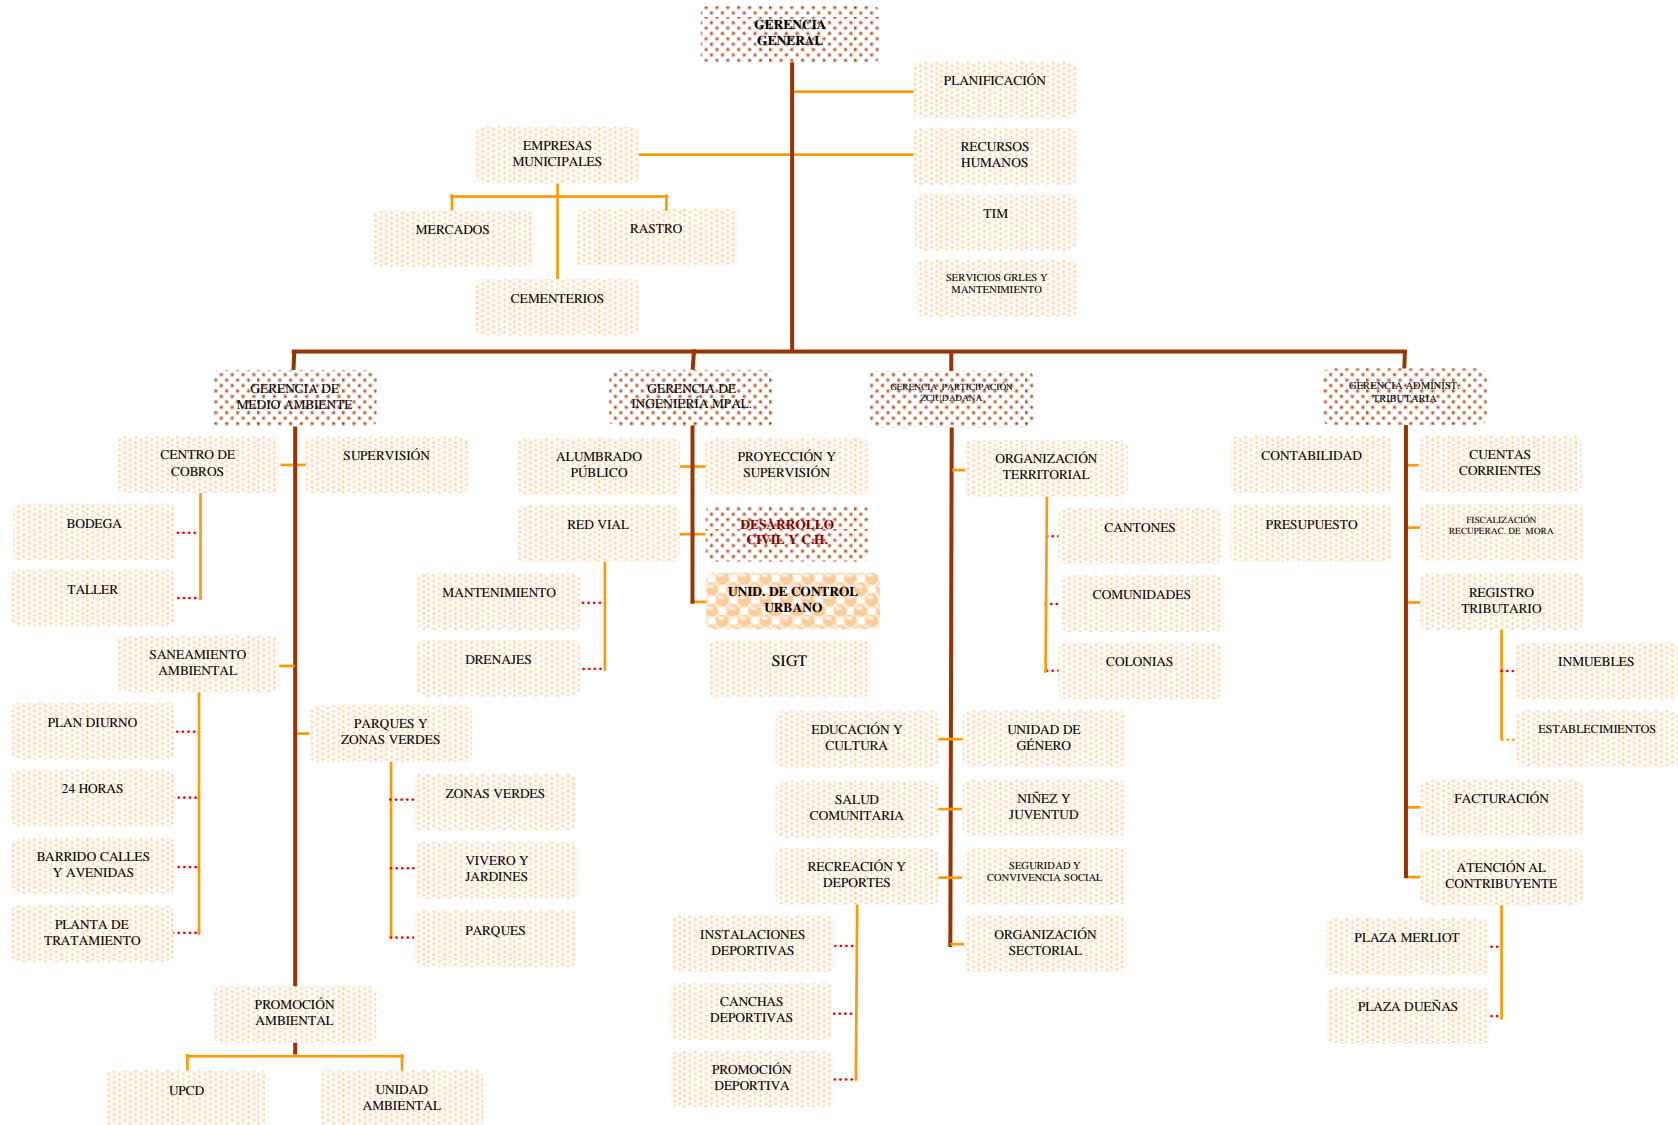 GERENCIA
GENERAL
PLANIFICACIÓN
EMPRESAS
MUNICIPALES
RECURSOS
HUMANOS
MERCADOS
RASTRO
TIM
CEMENTERIOS
SERVICIOS GRLES Y
MANTENIMIENTO
GERENCIA DE
MEDIO AMBIENTE
GERENCIA DE
INGENIERÍA MPAL.
GERENCIA PARTICIPACIÓN
ZCIUDADANA
GERENCIA ADMINIST.
TRIBUTARIA
CENTRO DE
COBROS
SUPERVISIÓN
BODEGA
TALLER
SANEAMIENTO
AMBIENTAL
PLAN DIURNO
24 HORAS
BARRIDO CALLES
Y AVENIDAS
PLANTA DE
TRATAMIENTO
PARQUES Y
ZONAS VERDES
ZONAS VERDES
VIVERO Y
JARDINES
PARQUES
PROMOCIÓN
AMBIENTAL
UPCD
UNIDAD
AMBIENTAL
ALUMBRADO
PÚBLICO
PROYECCIÓN Y
SUPERVISIÓN
RED VIAL
DESARROLLO
CIVIL Y C.H.
MANTENIMIENTO
UNID. DE CONTROL
URBANO
DRENAJES
SIGT
ORGANIZACIÓN
TERRITORIAL
CANTONES
COMUNIDADES
COLONIAS
EDUCACIÓN Y
CULTURA
UNIDAD DE
GÉNERO
SALUD
COMUNITARIA
NIÑEZ Y
JUVENTUD
RECREACIÓN Y
DEPORTES
SEGURIDAD Y
CONVIVENCIA SOCIAL
INSTALACIONES
DEPORTIVAS
ORGANIZACIÓN
SECTORIAL
CANCHAS
DEPORTIVAS
PROMOCIÓN
DEPORTIVA
CONTABILIDAD
CUENTAS
CORRIENTES
PRESUPUESTO
FISCALIZACIÓN
RECUPERAC. DE MORA
REGISTRO
TRIBUTARIO
INMUEBLES
ESTABLECIMIENTOS
FACTURACIÓN
ATENCIÓN AL
CONTRIBUYENTE
PLAZA MERLIOT
PLAZA DUEÑAS